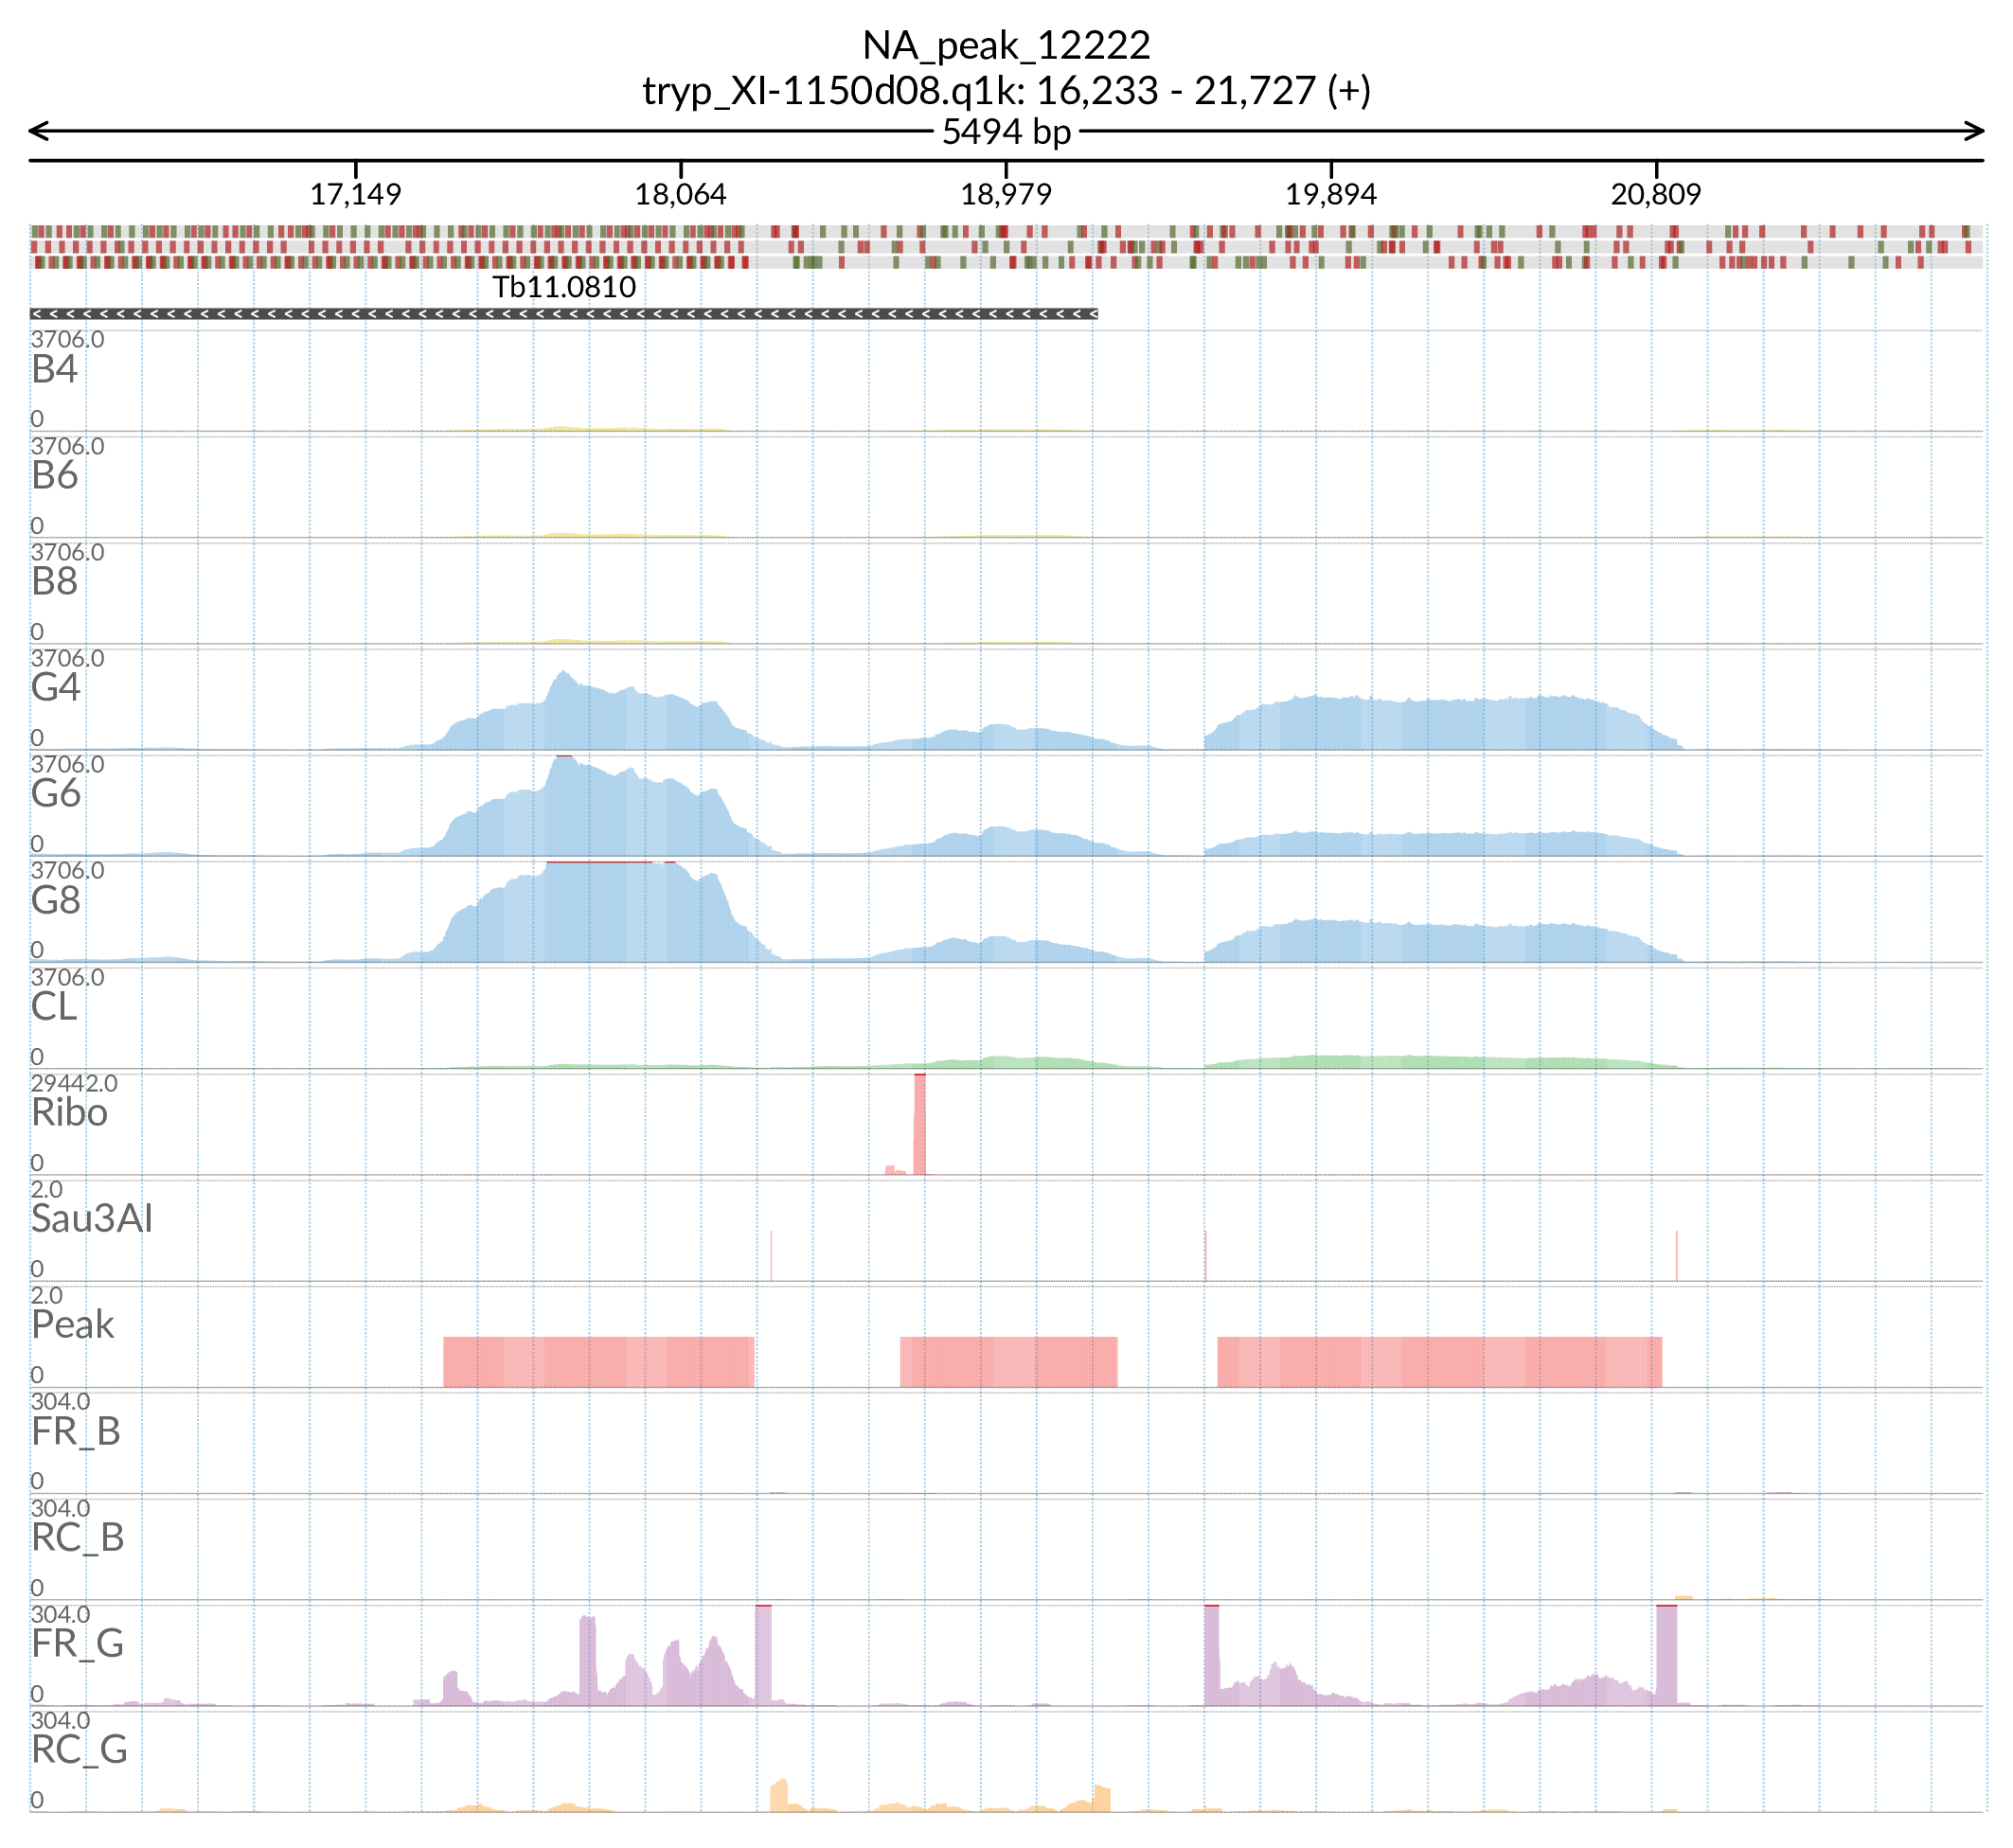 NA_peak_12222
tryp_XI-1150d08.q1k: 16,233 - 21,727 (+)
5494 bp
17,149 18,064 18,979 19,894 20,809
Tb11.0810
3706.0
B4
0
3706.0
B6
0
3706.0
B8
0
3706.0
G4
0
3706.0
G6
0
3706.0
G8
0
3706.0
CL
0
29442.0
Ribo
0
2.0
Sau3AI
0
2.0
Peak
0
304.0
FR_B
0
304.0
RC_B
0
304.0
FR_G
0
304.0
RC_G
0